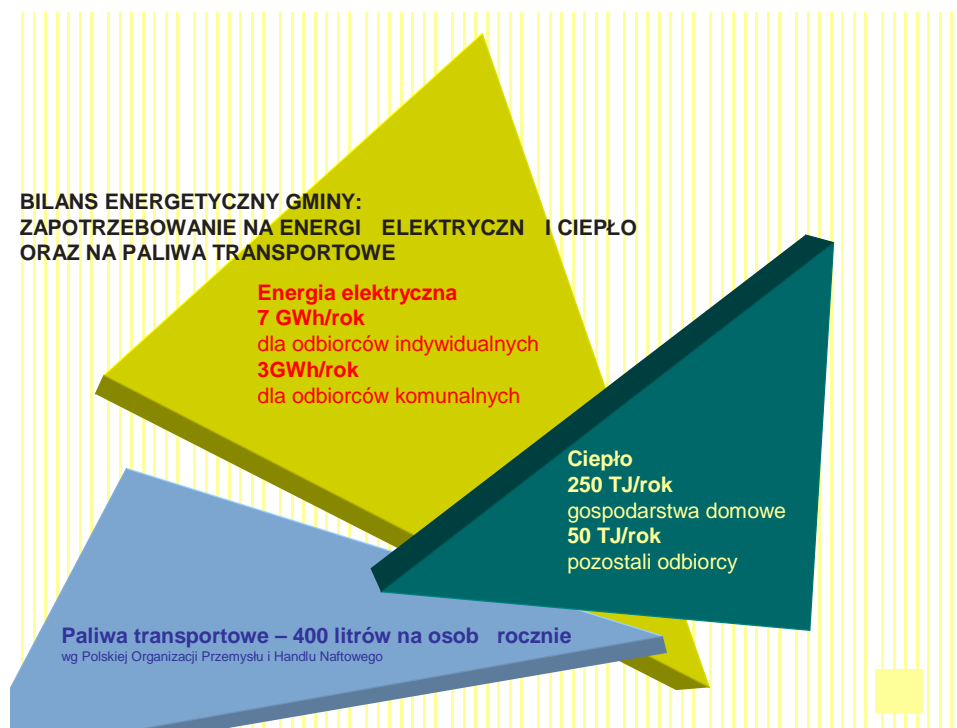 BILANS ENERGETYCZNY GMINY:
ZAPOTRZEBOWANIE NA ENERGI ELEKTRYCZN I CIEPŁO
ORAZ NA PALIWA TRANSPORTOWE
Energia elektryczna
7 GWh/rok
dla odbiorców indywidualnych
3GWh/rok
dla odbiorców komunalnych
Ciepło
250 TJ/rok
gospodarstwa domowe
50 TJ/rok
pozostali odbiorcy
Paliwa transportowe – 400 litrów na osob rocznie
wg Polskiej Organizacji Przemysłu i Handlu Naftowego